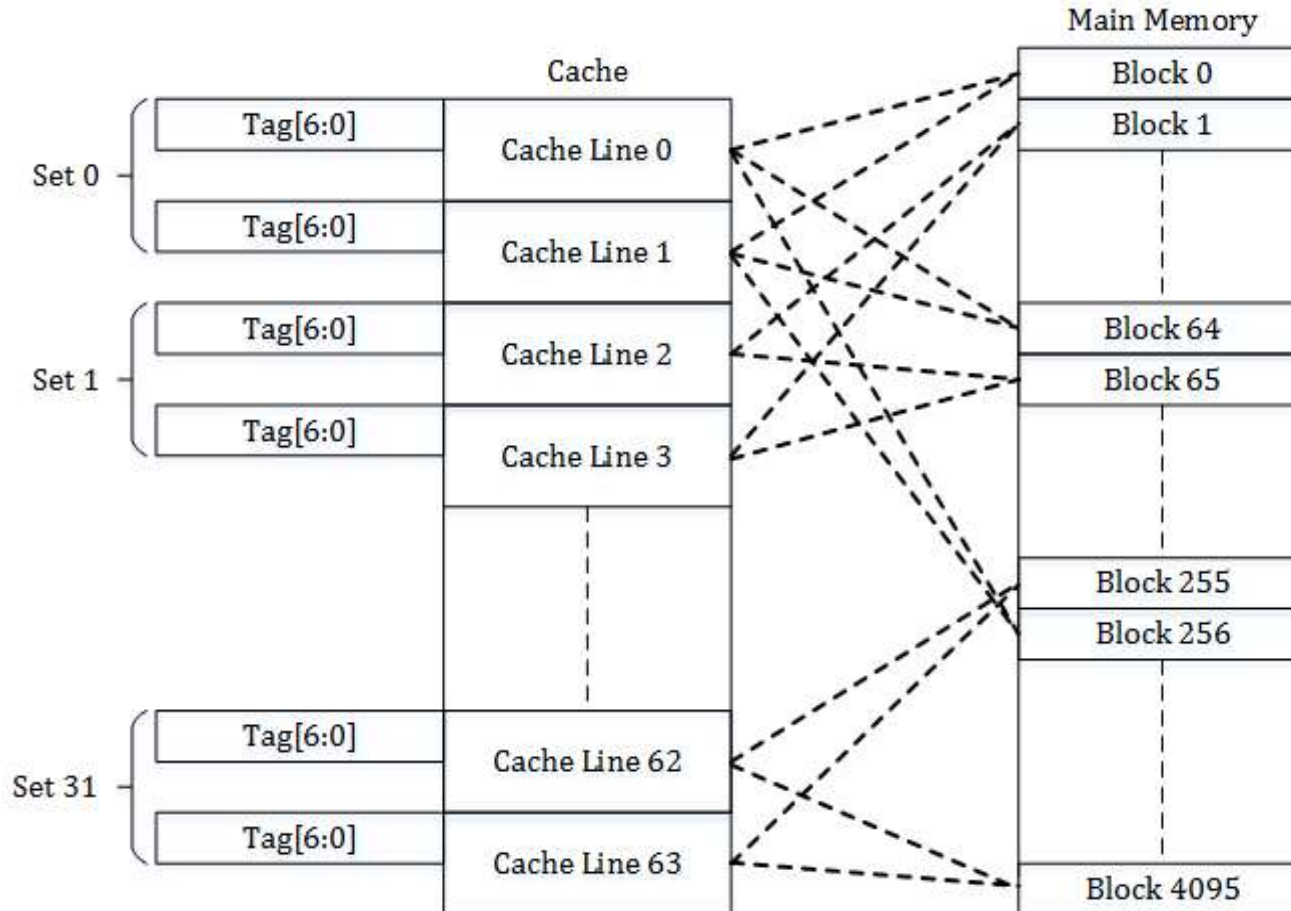 Main Memory
Cache
Block 0
Tag[6:0]
Cache Line 0
Block 1
Set 0
Tag[6:0]
Cache Line 1
Tag[6:0]
Cache Line 2
Block 64
Set 1
Block 65
Tag[6:0]
Cache Line 3
Block 255
Block 256
Tag[6:0]
Cache Line 62
Set 31
Tag[6:0]
Cache Line 63
Block 4095